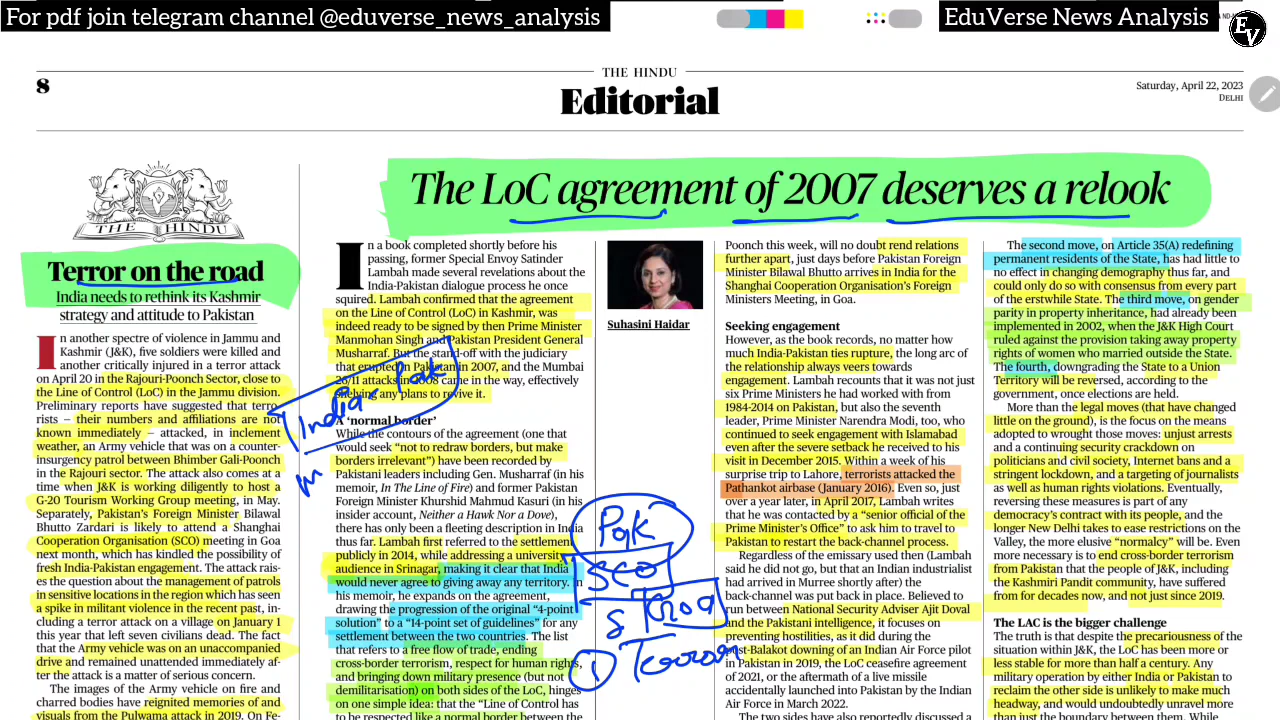 For pdf join telegram channel @eduverse_news_analysis
EduVerse News Analysis
EV
8
THE HINDU
Editorial
Saturday, April 22, 2023
DELHI
THE HINDU
Terror on the road
India needs to rethink its Kashmir
strategy and attitude to Pakistan
In another spectre of violence in Jammu and
Kashmir (J&K), five soldiers were killed and
another critically injured in a terror attack
on April 20 in the Rajouri-Poonch Sector, close to
the Line of Control (LoC) in the Jammu division.
Preliminary reports have suggested that terro-
rists – their numbers and affiliations are not
known immediately – attacked, in inclement
weather, an Army vehicle that was on a counter-
insurgency patrol between Bhimber Gali-Poonch
in the Rajouri sector. The attack also comes at a
time when J&K is working diligently to host a
G-20 Tourism Working Group meeting, in May.
Separately, Pakistan's Foreign Minister Bilawal
Bhutto Zardari is likely to attend a Shanghai
Cooperation Organisation (SCO) meeting in Goa
next month, which has kindled the possibility of
fresh India-Pakistan engagement. The attack rais-
es the question about the management of patrols
in sensitive locations in the region which has seen
a spike in militant violence in the recent past, in-
cluding a terror attack on a village on January 1
this year that left seven civilians dead. The fact
that the Army vehicle was on an unaccompanied
drive and remained unattended immediately af-
ter the attack is a matter of serious concern.
The images of the Army vehicle on fire and
charred bodies have reignited memories of and
visuals from the Pulwama attack in 2019. On Fe-
The LoC agreement of 2007 deserves a relook
In a book completed shortly before his
passing, former Special Envoy Satinder
Lambah made several revelations about the
India-Pakistan dialogue process he once
squired. Lambah confirmed that the agreement
on the Line of Control (LoC) in Kashmir, was
indeed ready to be signed by then Prime Minister
Manmohan Singh and Pakistan President General
Musharraf. But the stand-off with the judiciary
that erupted in Pakistan in 2007, and the Mumbai
26/11 attacks in 2008 came in the way, effectively
shelving any plans to revive it.
A 'normal border'
While the contours of the agreement (one that
would seek "not to redraw borders, but make
borders irrelevant") have been recorded by
Pakistani leaders including Gen. Musharraf (in his
memoir, In The Line of Fire) and former Pakistan
Foreign Minister Khurshid Mahmud Kasuri (in his
insider account, Neither a Hawk Nor a Dove),
there has only been a fleeting description in India
thus far. Lambah first referred to the settlement
publicly in 2014, while addressing a university
audience in Srinagar, making it clear that India
would never agree to giving away any territory. In
his memoir, he expands on the agreement,
drawing the progression of the original "4-point
solution" to a "14-point set of guidelines" for any
settlement between the two countries. The list
that refers to a free flow of trade, ending
cross-border terrorism, respect for human rights,
and bringing down military presence (but not
demilitarisation) on both sides of the LoC, hinges
on one simple idea: that the "Line of Control has
to be respected like a normal border between the
India - Pak
Pak
SCO
Goa
① Terrorism
Suhasini Haidar
Poonch this week, will no doubt rend relations
further apart, just days before Pakistan Foreign
Minister Bilawal Bhutto arrives in India for the
Shanghai Cooperation Organisation's Foreign
Ministers Meeting, in Goa.
Seeking engagement
However, as the book records, no matter how
much India-Pakistan ties rupture, the long arc of
the relationship always veers towards
engagement. Lambah recounts that it was not just
six Prime Ministers he had worked with from
1984-2014 on Pakistan, but also the seventh
leader, Prime Minister Narendra Modi, too, who
continued to seek engagement with Islamabad
even after the severe setback he received to his
visit in December 2015. Within a week of his
surprise trip to Lahore, terrorists attacked the
Pathankot airbase (January 2016). Even so, just
over a year later, in April 2017, Lambah writes
that he was contacted by a "senior official of the
Prime Minister's Office" to ask him to travel to
Pakistan to restart the back-channel process.
Regardless of the emissary used then (Lambah
said he did not go, but that an Indian industrialist
had arrived in Murree shortly after) the
back-channel was put back in place. Believed to
run between National Security Adviser Ajit Doval
and the Pakistani intelligence, it focuses on
preventing hostilities, as it did during the
post-Balakot downing of an Indian Air Force pilot
in Pakistan in 2019, the LoC ceasefire agreement
of 2021, or the aftermath of a live missile
accidentally launched into Pakistan by the Indian
Air Force in March 2022.
The two sides have also reportedly discussed a
The second move, on Article 35(A) redefining
permanent residents of the State, has had little to
no effect in changing demography thus far, and
could only do so with consensus from every part
of the erstwhile State. The third move, on gender
parity in property inheritance, had already been
implemented in 2002, when the J&K High Court
ruled against the provision taking away property
rights of women who married outside the State.
The fourth, downgrading the State to a Union
Territory will be reversed, according to the
government, once elections are held.
More than the legal moves (that have changed
little on the ground), is the focus on the means
adopted to wrought those moves: unjust arrests
and a continuing security crackdown on
politicians and civil society, Internet bans and a
stringent lockdown, and a targeting of journalists
as well as human rights violations. Eventually,
reversing these measures is part of any
democracy's contract with its people, and the
longer New Delhi takes to ease restrictions on the
Valley, the more elusive "normalcy" will be. Even
more necessary is to end cross-border terrorism
from Pakistan that the people of J&K, including
the Kashmiri Pandit community, have suffered
from for decades now, and not just since 2019.
The LAC is the bigger challenge
The truth is that despite the precariousness of the
situation within J&K, the LoC has been more or
less stable for more than half a century. Any
military operation by either India or Pakistan to
reclaim the other side is unlikely to make much
headway, and would undoubtedly unravel more
than just the boundary between them. While